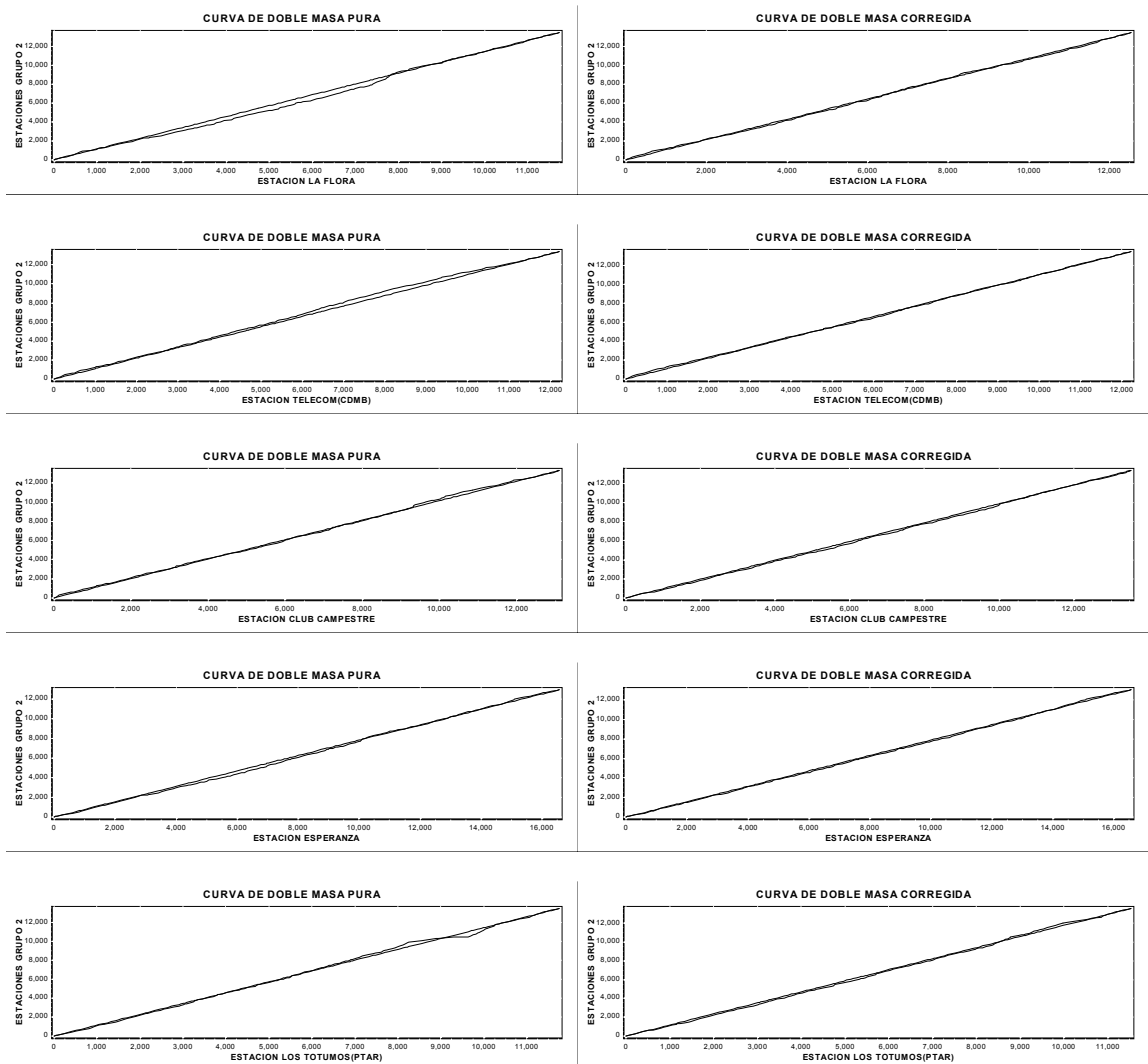 CURVA DE DOBLE MASA PURA
ESTACIONES GRUPO 2
12,000
10,000
8,000
6,000
4,000
2,000
0
1,000 2,000 3,000 4,000 5,000 6,000 7,000 8,000 9,000 10,000 11,000
ESTACION LA FLORA
CURVA DE DOBLE MASA CORREGIDA
ESTACIONES GRUPO 2
12,000
10,000
8,000
6,000
4,000
2,000
0
0 2,000 4,000 6,000 8,000 10,000 12,000
ESTACION LA FLORA
CURVA DE DOBLE MASA PURA
ESTACIONES GRUPO 2
12,000
10,000
8,000
6,000
4,000
2,000
0
0 1,000 2,000 3,000 4,000 5,000 6,000 7,000 8,000 9,000 10,000 11,000 12,000
ESTACION TELECOM(CDMB)
CURVA DE DOBLE MASA CORREGIDA
ESTACIONES GRUPO 2
12,000
10,000
8,000
6,000
4,000
2,000
0
0 1,000 2,000 3,000 4,000 5,000 6,000 7,000 8,000 9,000 10,000 11,000 12,000
ESTACION TELECOM(CDMB)
CURVA DE DOBLE MASA PURA
ESTACIONES GRUPO 2
12,000
10,000
8,000
6,000
4,000
2,000
0
0 2,000 4,000 6,000 8,000 10,000 12,000
ESTACION CLUB CAMPESTRE
CURVA DE DOBLE MASA CORREGIDA
ESTACIONES GRUPO 2
12,000
10,000
8,000
6,000
4,000
2,000
0
0 2,000 4,000 6,000 8,000 10,000 12,000
ESTACION CLUB CAMPESTRE
CURVA DE DOBLE MASA PURA
ESTACIONES GRUPO 2
12,000
10,000
8,000
6,000
4,000
2,000
0
0 2,000 4,000 6,000 8,000 10,000 12,000 14,000 16,000
ESTACION ESPERANZA
CURVA DE DOBLE MASA CORREGIDA
ESTACIONES GRUPO 2
12,000
10,000
8,000
6,000
4,000
2,000
0
0 2,000 4,000 6,000 8,000 10,000 12,000 14,000 16,000
ESTACION ESPERANZA
CURVA DE DOBLE MASA PURA
ESTACIONES GRUPO 2
12,000
10,000
8,000
6,000
4,000
2,000
0
0 1,000 2,000 3,000 4,000 5,000 6,000 7,000 8,000 9,000 10,000 11,000
ESTACION LOS TOTUMOS(PTAR)
CURVA DE DOBLE MASA CORREGIDA
ESTACIONES GRUPO 2
12,000
10,000
8,000
6,000
4,000
2,000
0
0 1,000 2,000 3,000 4,000 5,000 6,000 7,000 8,000 9,000 10,000 11,000
ESTACION LOS TOTUMOS(PTAR)